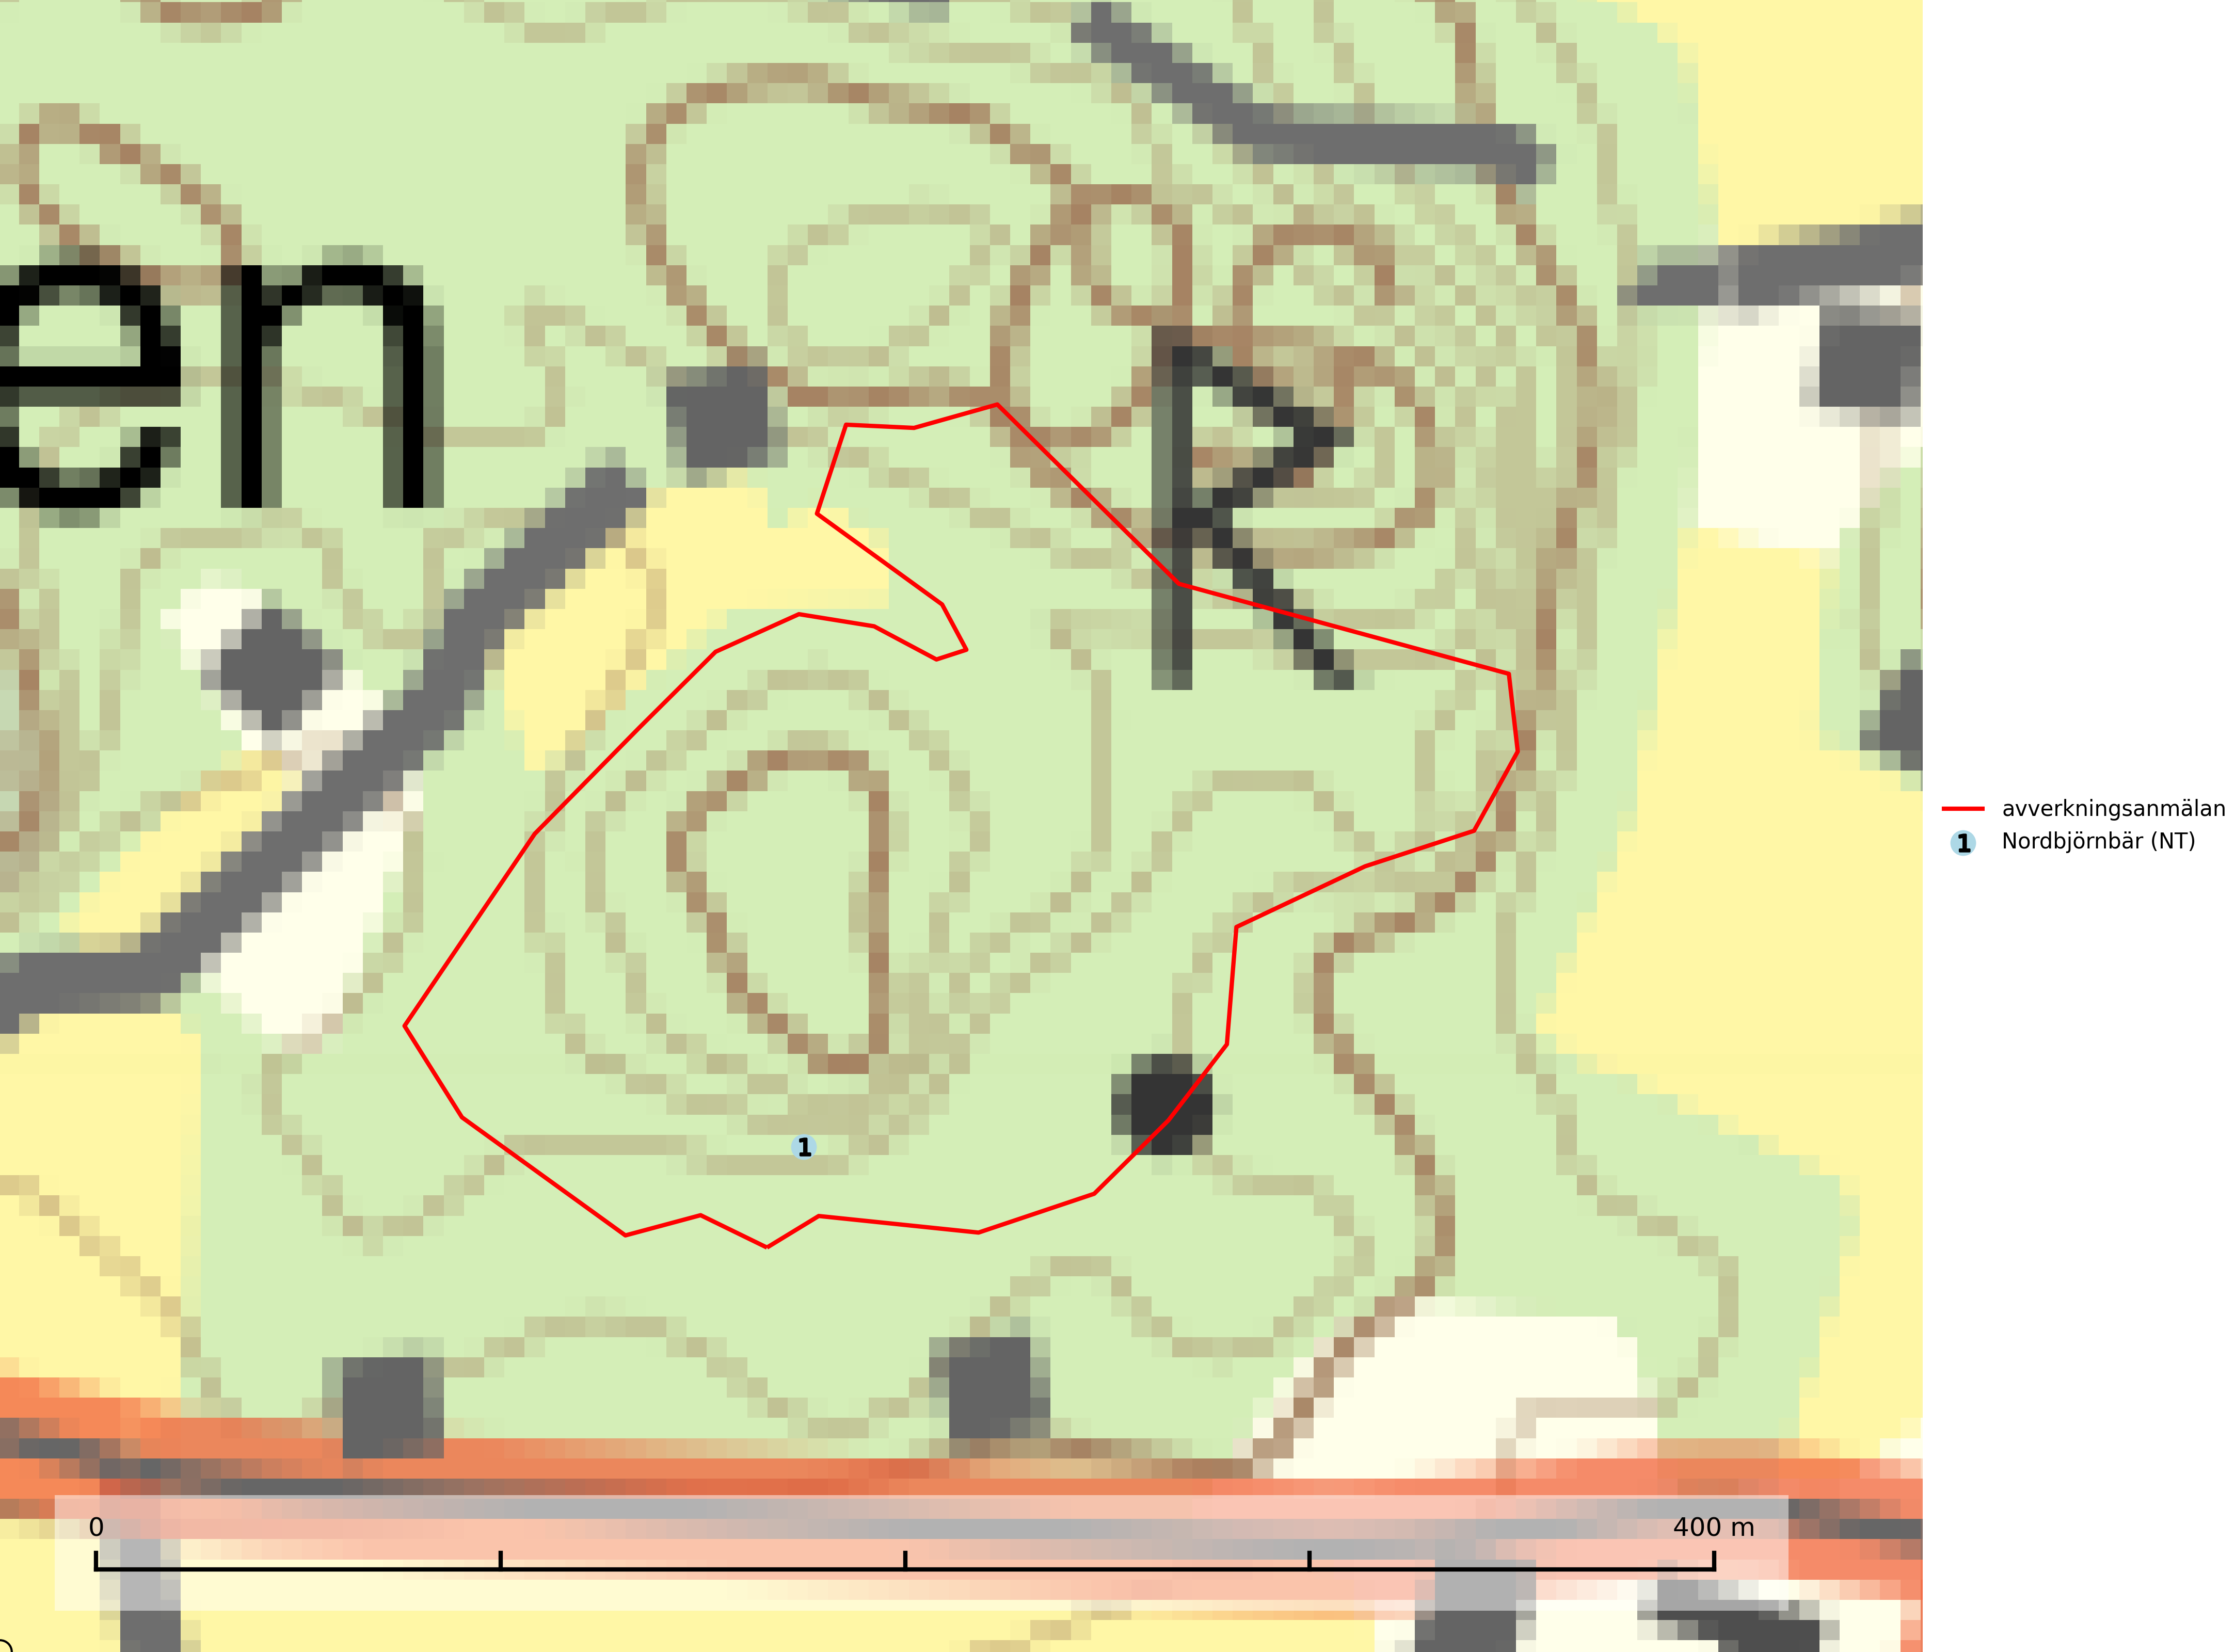 en
R
avverkningsanmälan
1 Nordbjörnbär (NT)
1
0 400 m